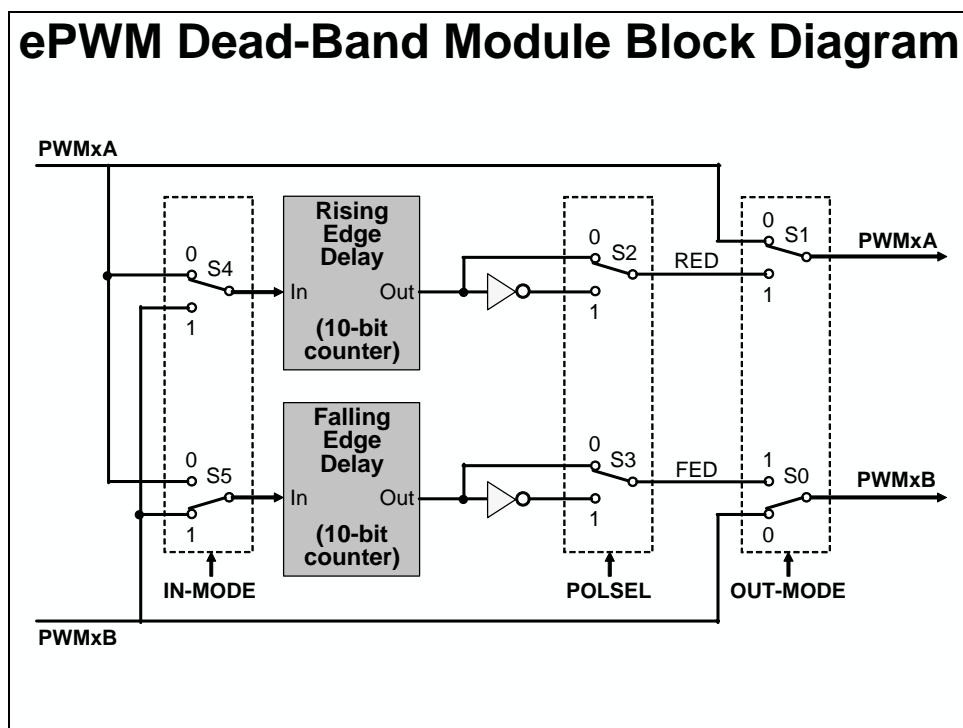 ePWM Dead-Band Module Block Diagram
PWMxA
0
S4
1
Rising
Edge
Delay
In
Out
(10-bit
counter)
0
S2
1
RED
0
S1
1
PWMxA
0
S5
1
Falling
Edge
Delay
In
Out
(10-bit
counter)
0
S3
1
FED
1
S0
0
PWMxB
IN-MODE
POLSEL
OUT-MODE
PWMxB